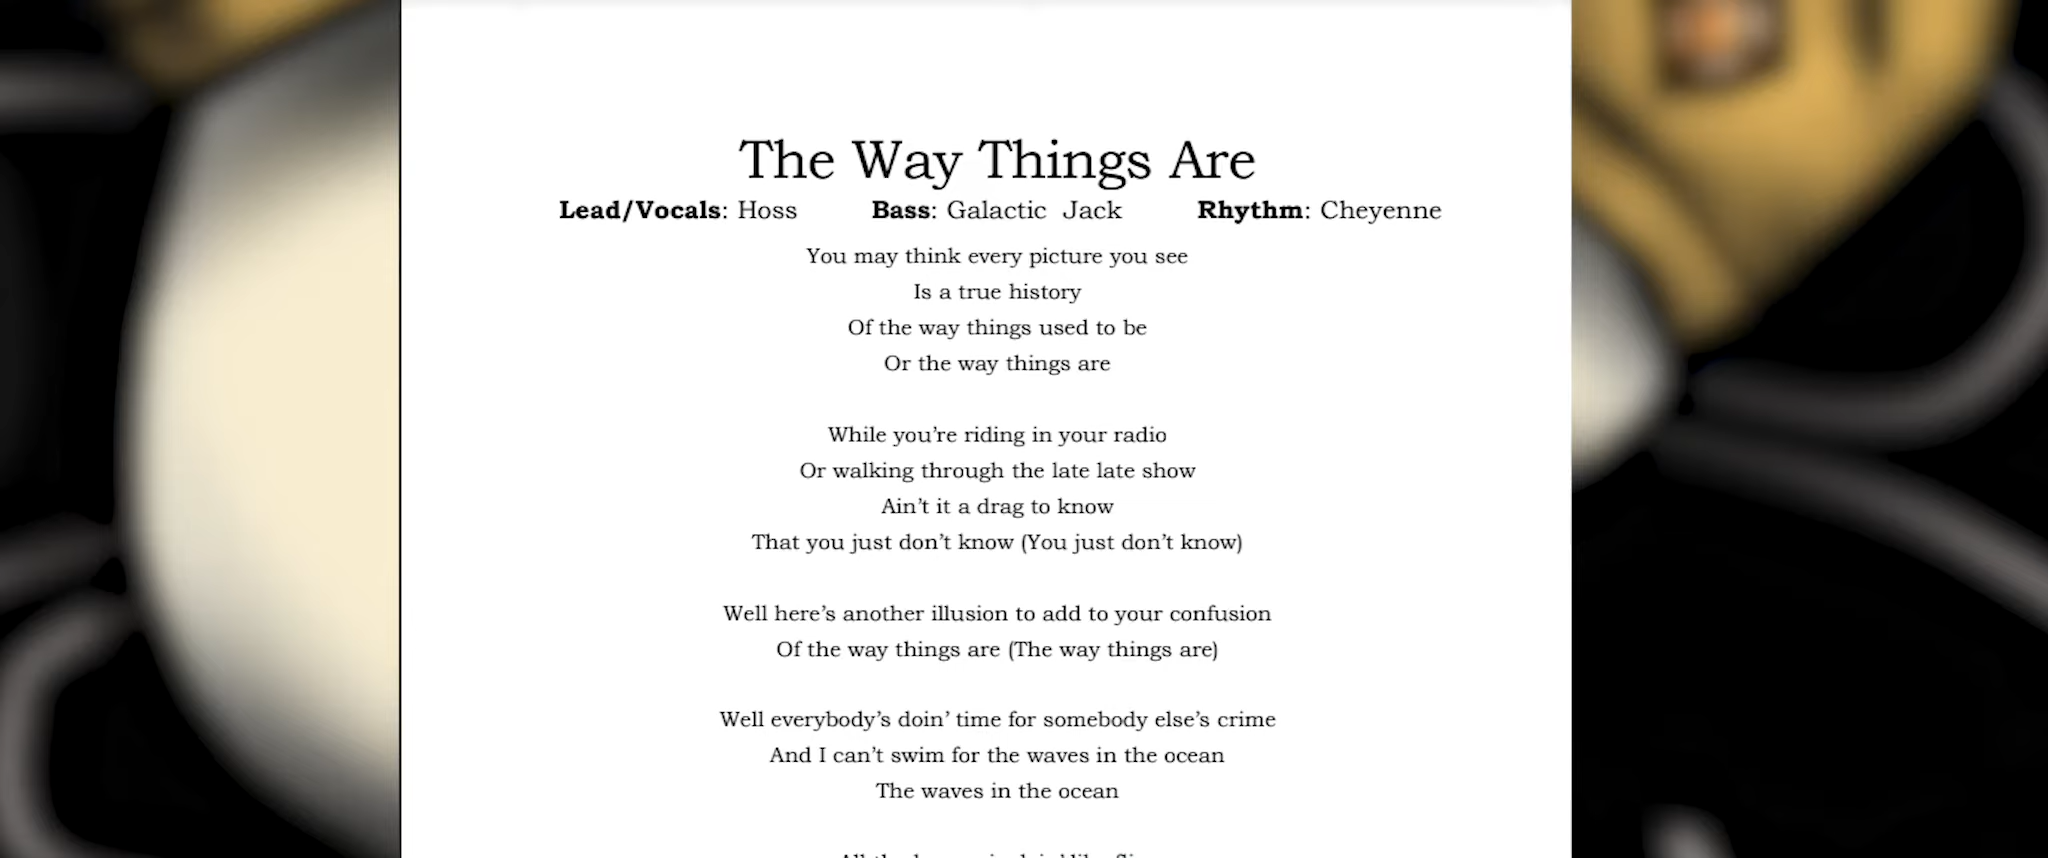 The Way Things Are
Lead/Vocals: Hoss Bass: Galactic Jack Rhythm: Cheyenne
You may think every picture you see
Is a true history
Of the way things used to be
Or the way things are
While you’re riding in your radio
Or walking through the late late show
Ain’t it a drag to know
That you just don’t know (You just don’t know)
Well here’s another illusion to add to your confusion
Of the way things are (The way things are)
Well everybody’s doin’ time for somebody else’s crime
And I can’t swim for the waves in the ocean
The waves in the ocean